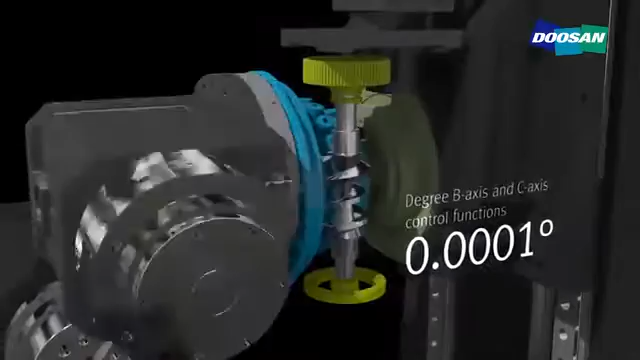 DOOSAN
Degree B-axis and C-axis
control functions
0.0001°